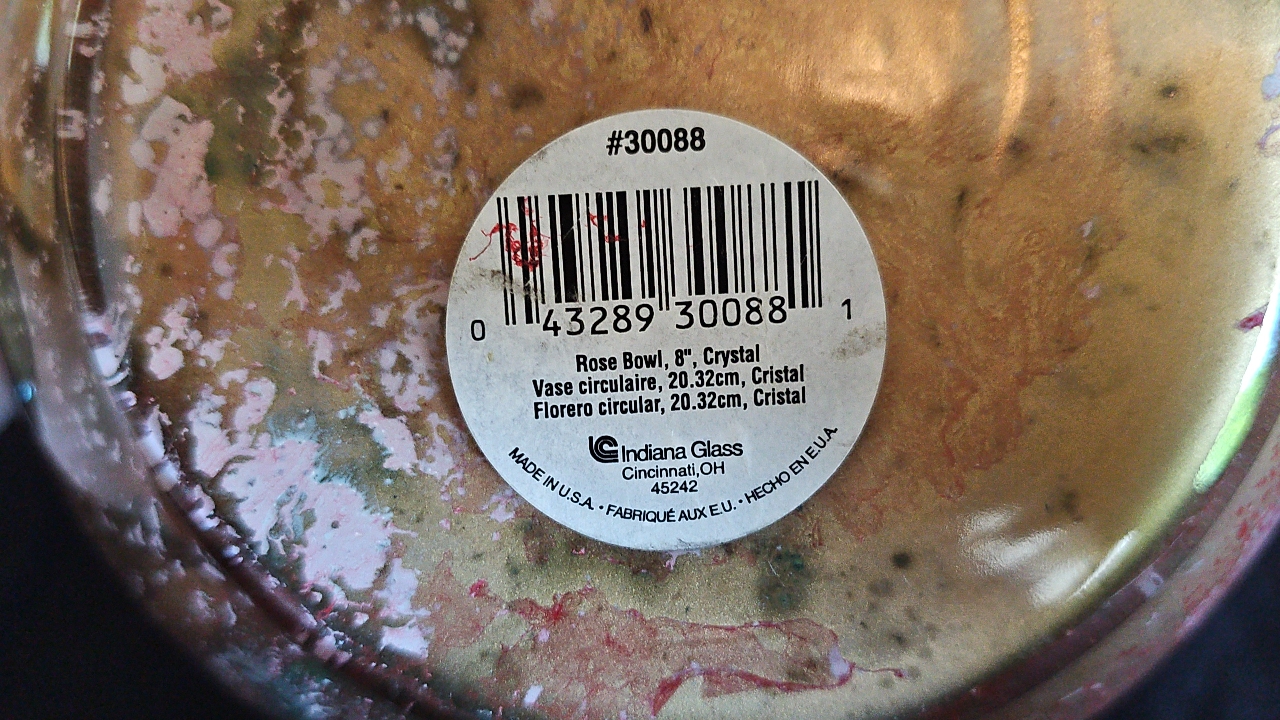 #30088
0 43289 30088 1
Rose Bowl, 8", Crystal
Vase circulaire, 20.32cm, Cristal
Florero circular, 20.32cm, Cristal
Indiana Glass
Cincinnati,OH
45242
MADE IN U.S.A. • FABRIQUÉ AUX E.U. • HECHO EN E.U.A.